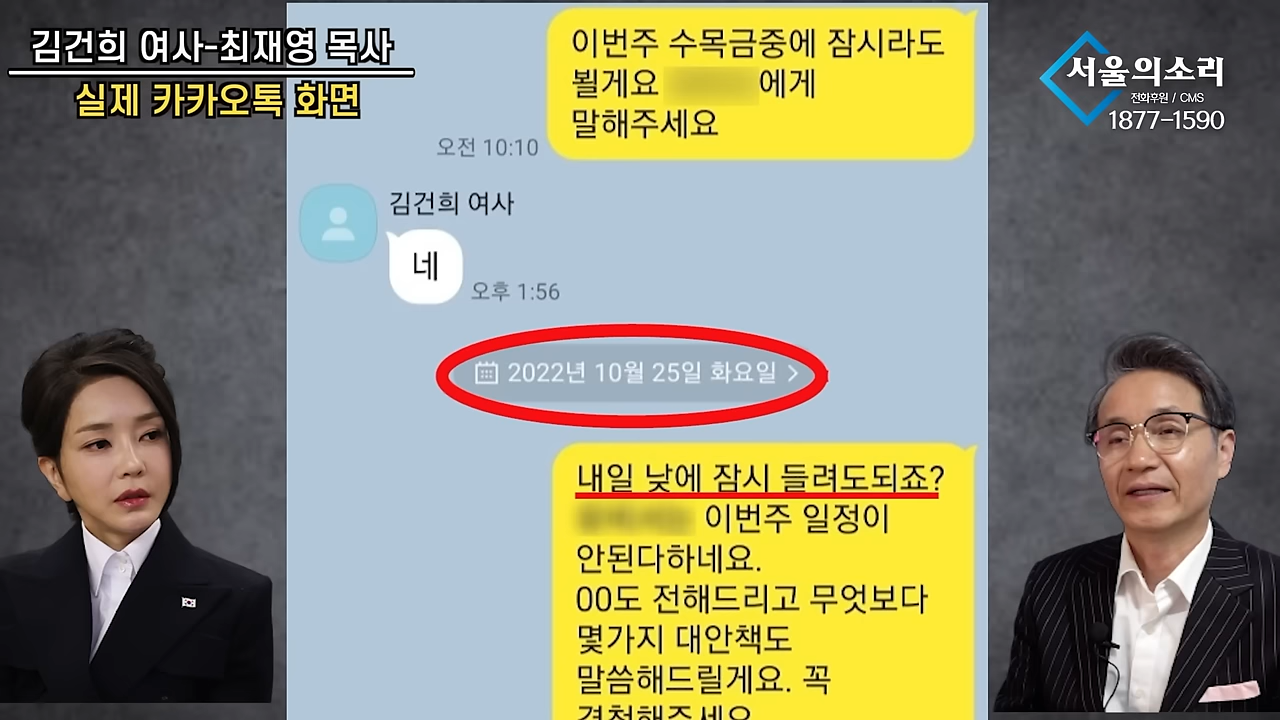 김건희 여사-최재영 목사
실제 카카오톡 화면
서울의소리
전화후원 / CMS
1877-1590
이번주 수목금중에 잠시라도
뵐게요 에게
말해주세요
오전 10:10
김건희 여사
네
오후 1:56
2022년 10월 25일 화요일 >
내일 낮에 잠시 들려도되죠?
이번주 일정이
안된다하네요.
00도 전해드리고 무엇보다
몇가지 대안책도
말씀해드릴게요. 꼭